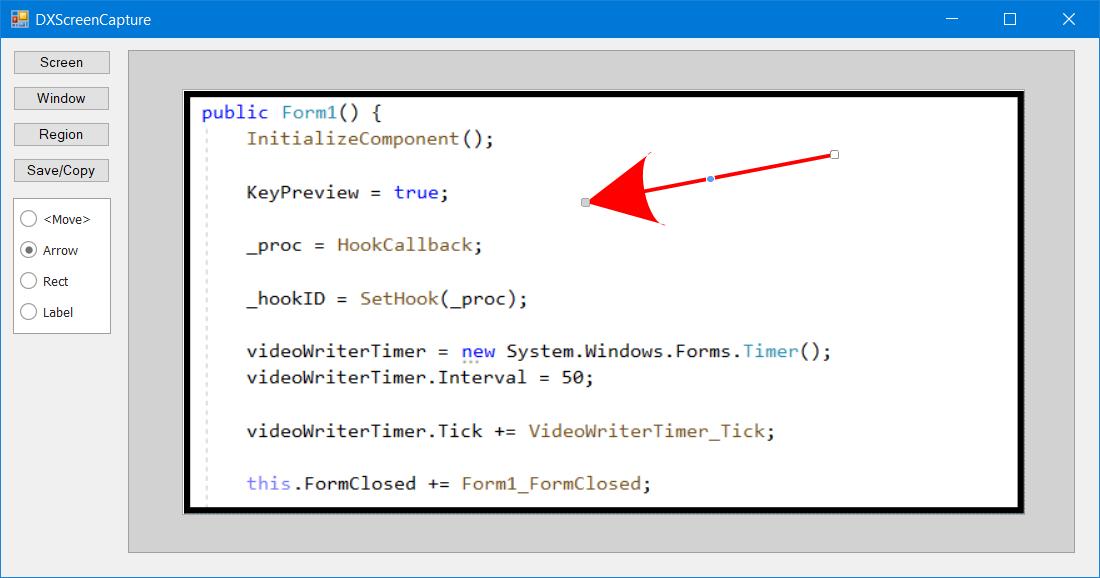 DXScreenCapture
Screen
Window
Region
Save/Copy
<Move>
Arrow
Rect
Label
public Form1() {
InitializeComponent();
KeyPreview = true;
_proc = HookCallback;
_hookID = SetHook(_proc);
videoWriterTimer = new System.Windows.Forms.Timer();
videoWriterTimer.Interval = 50;
videoWriterTimer.Tick += VideoWriterTimer_Tick;
this.FormClosed += Form1_FormClosed;